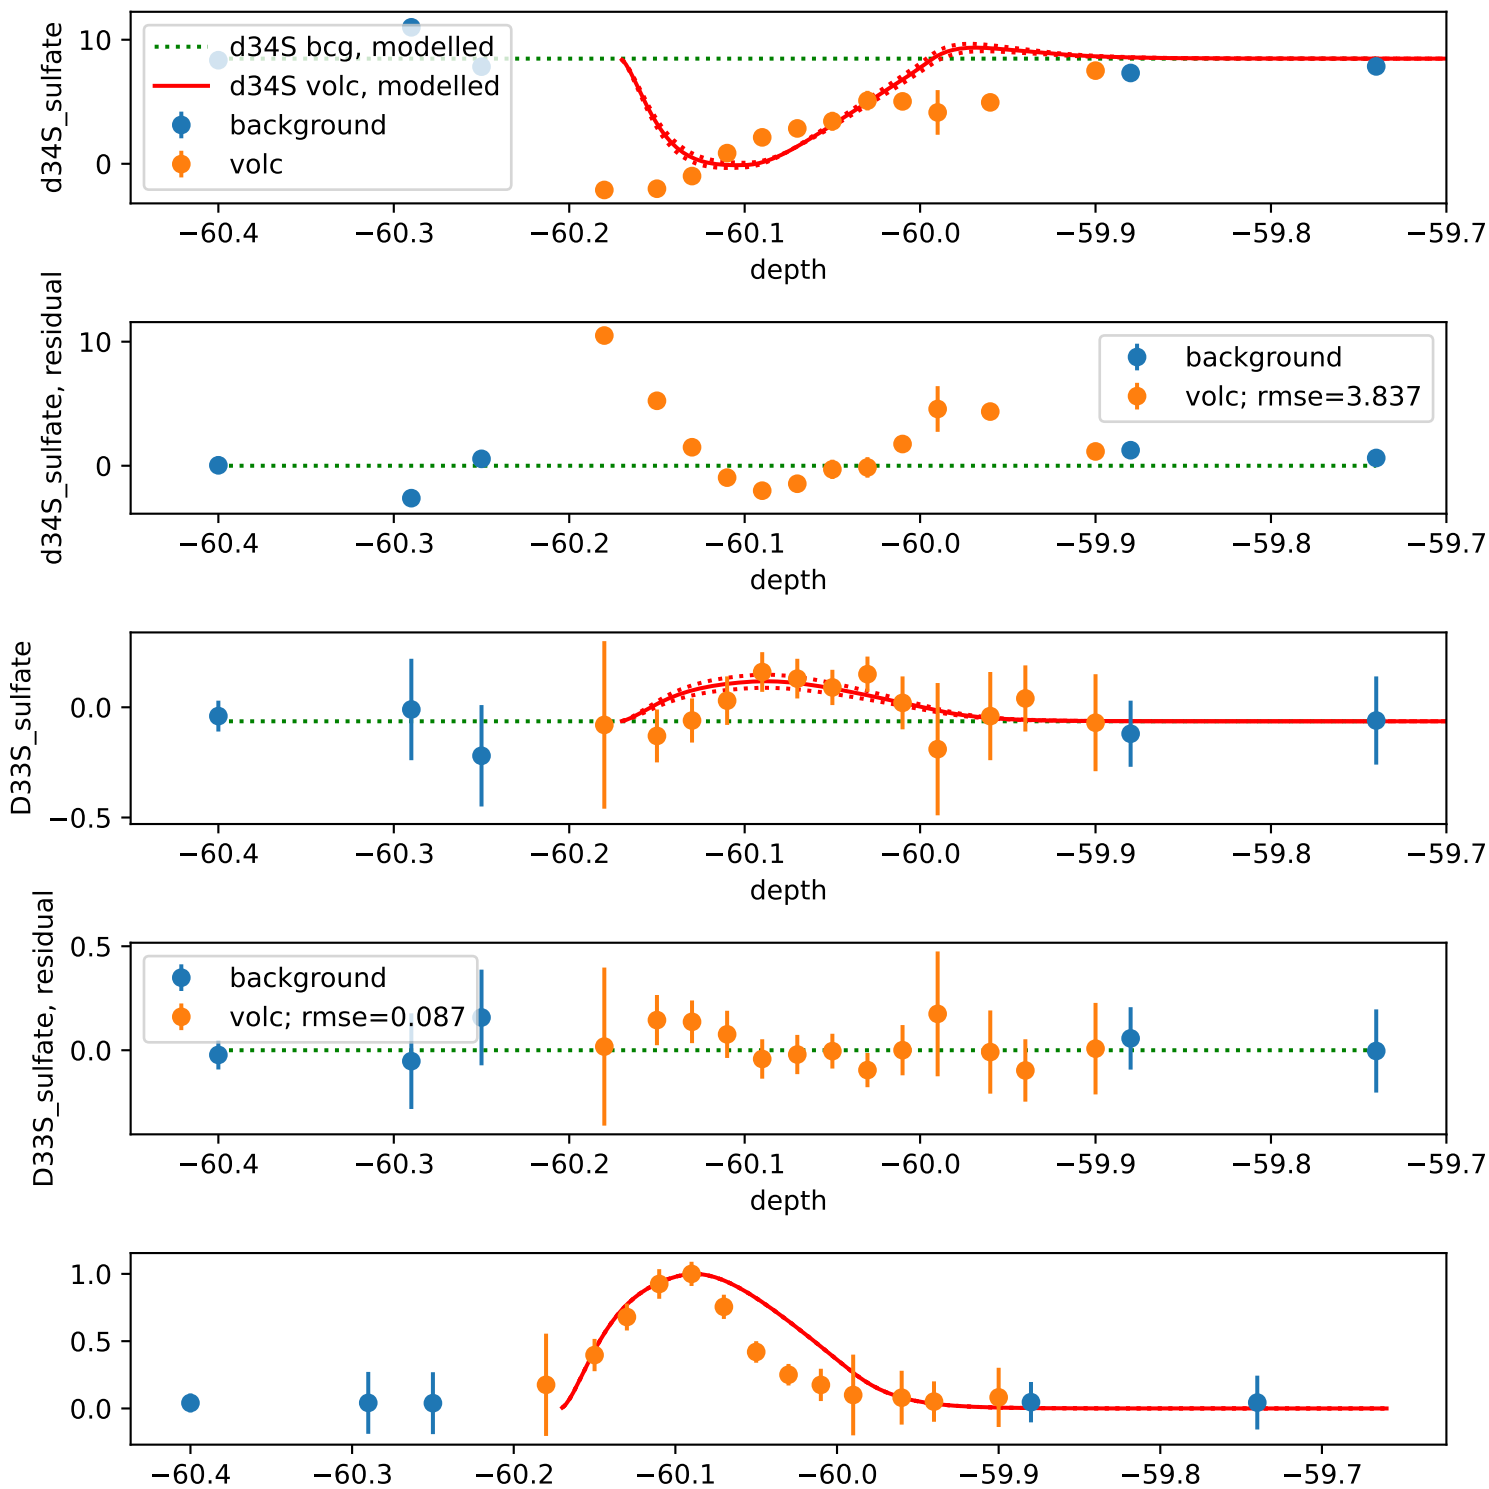 d34S_sulfate
10
0
d34S bcg, modelled
d34S volc, modelled
background
volc
−60.4 −60.3 −60.2 −60.1 −60.0 −59.9 −59.8 −59.7
depth
d34S_sulfate, residual
10
0
background
volc; rmse=3.837
−60.4 −60.3 −60.2 −60.1 −60.0 −59.9 −59.8 −59.7
depth
D33S_sulfate
0.0
−0.5
−60.4 −60.3 −60.2 −60.1 −60.0 −59.9 −59.8 −59.7
depth
D33S_sulfate, residual
0.5
0.0
background
volc; rmse=0.087
−60.4 −60.3 −60.2 −60.1 −60.0 −59.9 −59.8 −59.7
depth
1.0
0.5
0.0
−60.4 −60.3 −60.2 −60.1 −60.0 −59.9 −59.8 −59.7